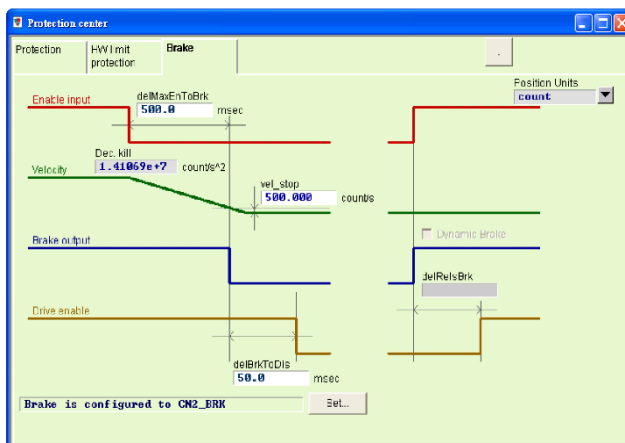 Protection center
Protection HW limit protection Brake
.
Position Units
count
Enable input
delMaxEnToBrk
500.0 msec
Dec. kill
1.41069e+7 count/s^2
Velocity
vel_stop
500.000 count/s
Brake output
Dynamic Brake
delRelsBrk
Drive enable
delBrkToDis
50.0 msec
Brake is configured to CN2_BRK
Set...